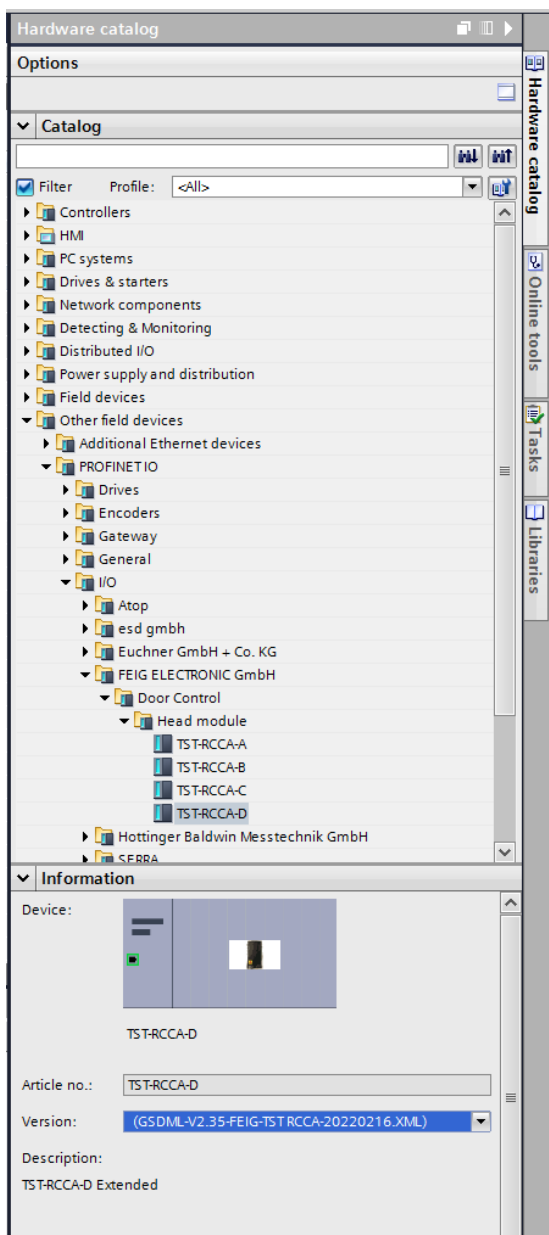 Hardware catalog
Options
Catalog
Filter Profile: <All>
Controllers
HMI
PC systems
Drives & starters
Network components
Detecting & Monitoring
Distributed I/O
Power supply and distribution
Field devices
Other field devices
Additional Ethernet devices
PROFINET IO
Drives
Encoders
Gateway
General
I/O
Atop
esd gmbh
Euchner GmbH + Co. KG
FEIG ELECTRONIC GmbH
Door Control
Head module
TST-RCCA-A
TST-RCCA-B
TST-RCCA-C
TST-RCCA-D
Hottinger Baldwin Messtechnik GmbH
SERRA
Information
Device:
TST-RCCA-D
Article no.: TST-RCCA-D
Version: (GSDML-V2.35-FEIG-TST RCCA-20220216.XML)
Description:
TST-RCCA-D Extended
Hardware catalog
Online tools
Tasks
Libraries